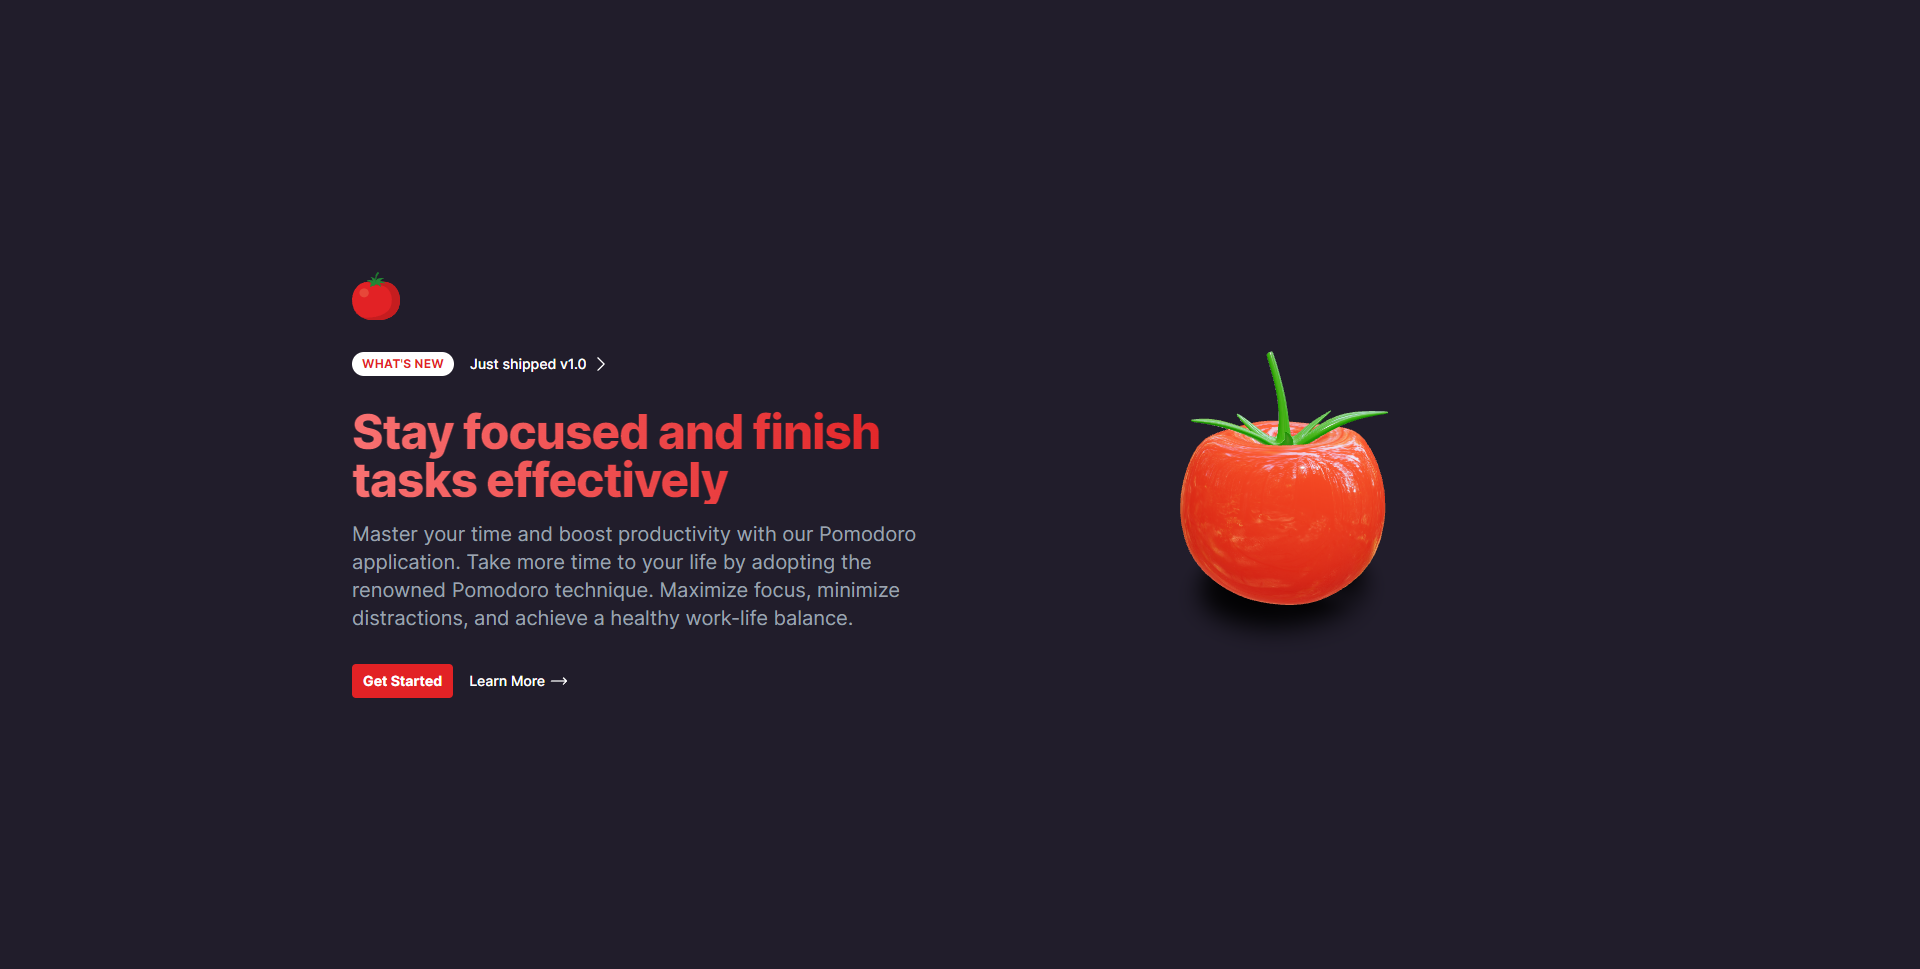 WHAT'S NEW
Just shipped v1.0
Stay focused and finish
tasks effectively
Master your time and boost productivity with our Pomodoro
application. Take more time to your life by adopting the
renowned Pomodoro technique. Maximize focus, minimize
distractions, and achieve a healthy work-life balance.
Get Started
Learn More